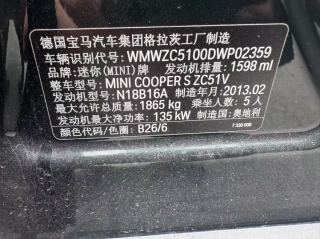 德国宝马汽车集团格拉茨工厂制造
车辆识别代号: WMWZC5100DWP02359
品牌: 迷你(MINI)牌 发动机排量: 1598 ml
整车型号: MINI COOPER S ZC51V
发动机型号: N18B16A 制造年月: 2013.02
最大允许总质量: 1865 kg 乘坐人数: 5 人
发动机最大净功率: 135 kW 制造国: 奥地利
颜色代码/色圈: B26/6